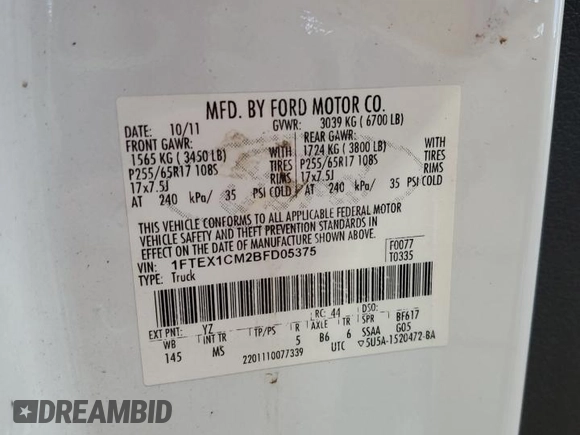 MFD. BY FORD MOTOR CO.
DATE: 10/11 GVWR: 3039 KG ( 6700 LB)
FRONT GAWR: REAR GAWR:
1565 KG ( 3450 LB) WITH 1724 KG ( 3800 LB) WITH
P255/65R17 108S TIRES P255/65R17 108S TIRES
17x7.5J RIMS 17x7.5J RIMS
AT 240 kPa/ 35 PSI COLD AT 240 kPa/ 35 PSI COLD
THIS VEHICLE CONFORMS TO ALL APPLICABLE FEDERAL MOTOR
VEHICLE SAFETY AND THEFT PREVENTION STANDARDS IN
EFFECT ON THE DATE OF MANUFACTURE SHOWN ABOVE.
VIN: 1FTEX1CM2BFD05375 F0077
TYPE: Truck T0335
EXT PNT: YZ RC: 44 DSO:
WB INT TR TP/PS R AXLE TR SPR BF617
145 MS 5 B6 6 SSAA G05
2201110077339 UTC ▽5U5A-1520472-BA
DREAMBID